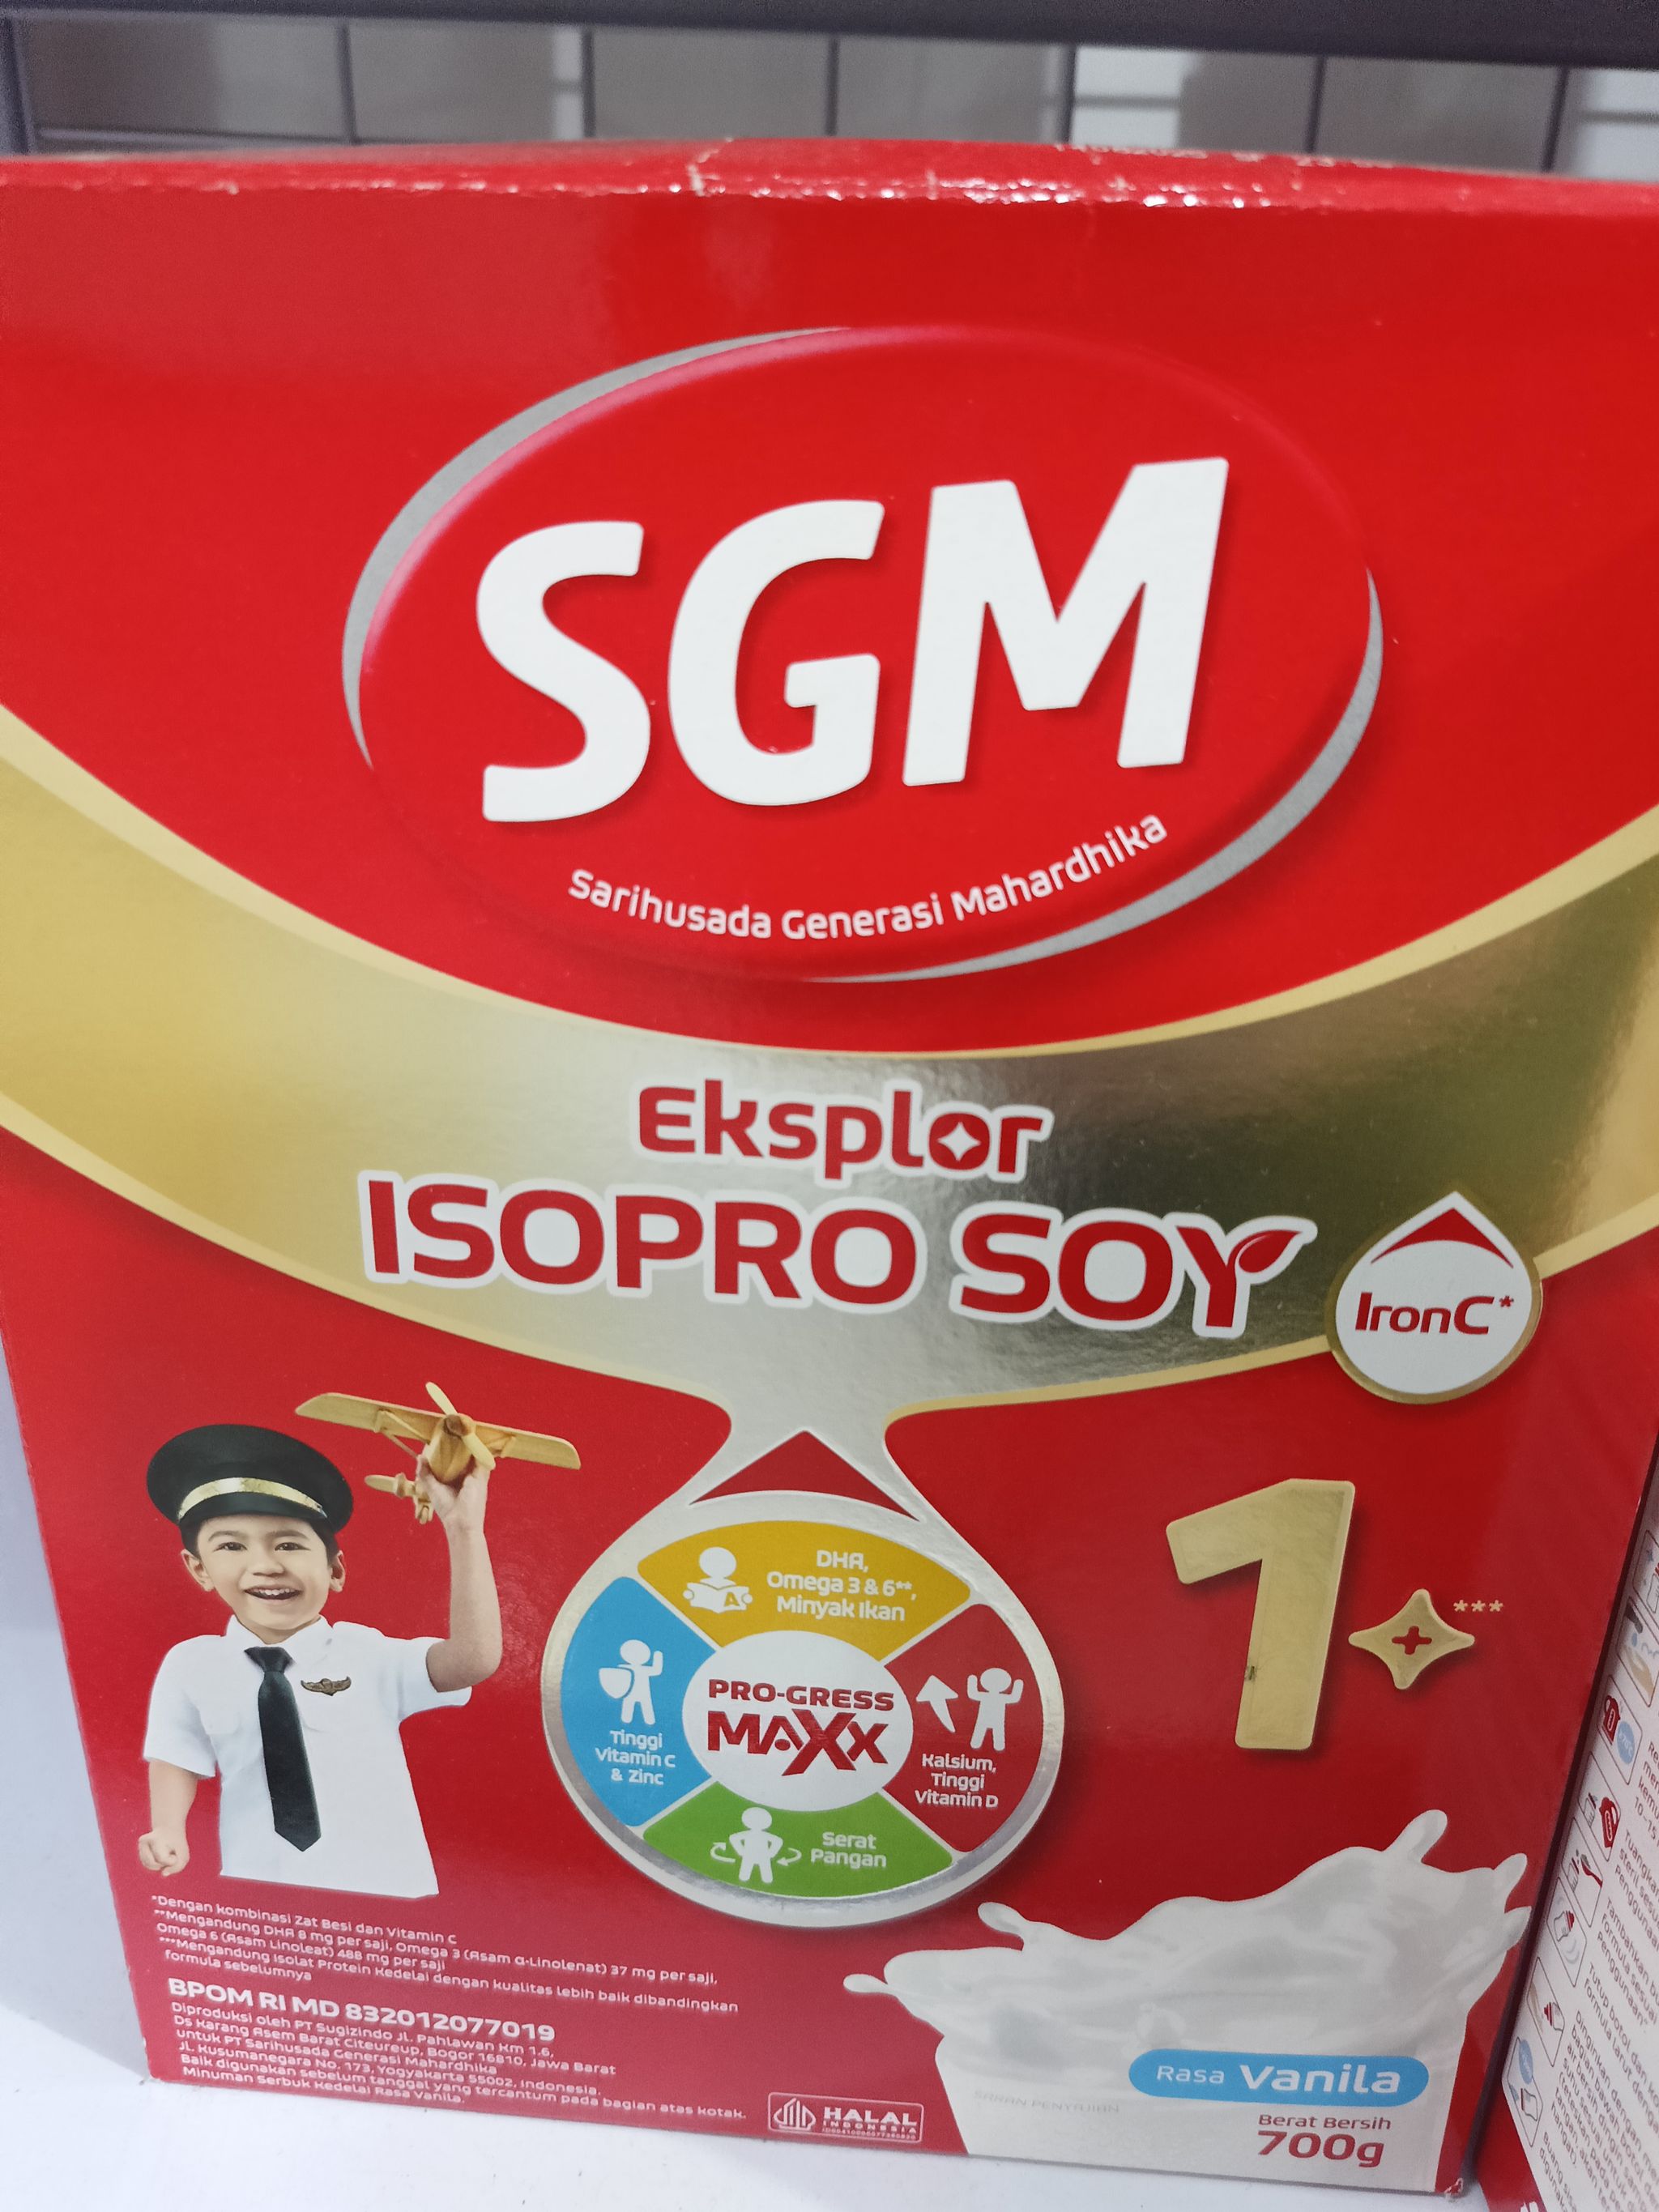 SGM
Sarihusada Generasi Mahardhika
Eksplor
ISOPRO SOY
IronC*
1+***
DHA,
Omega 3 & 6**,
Minyak Ikan
PRO-GRESS
MAXx
Tinggi
Vitamin C
& Zinc
Kalsium,
Tinggi
Vitamin D
Serat
Pangan
*Dengan kombinasi Zat Besi dan Vitamin C
**Mengandung DHA 8 mg per saji, Omega 3 (Asam α-Linolenat) 37 mg per saji,
Omega 6 (Asam Linoleat) 488 mg per saji
***Mengandung Isolat Protein Kedelai dengan kualitas lebih baik dibandingkan
formula sebelumnya
BPOM RI MD 832012077019
Diproduksi oleh PT Sugizindo Jl. Pahlawan Km 1.6,
Ds Karang Asem Barat Citeureup, Bogor 16810, Jawa Barat
untuk PT Sarihusada Generasi Mahardhika
Jl. Kusumanegara No. 173, Yogyakarta 55002, Indonesia.
Baik digunakan sebelum tanggal yang tercantum pada bagian atas kotak.
Minuman Serbuk Kedelai Rasa Vanila.
HALAL
INDONESIA
SARAN PENYAJIAN
Rasa Vanila
Berat Bersih
700g